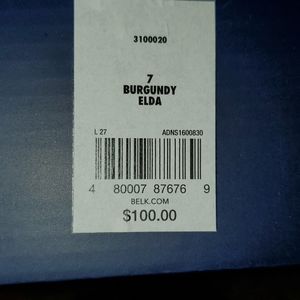 3100020
7
BURGUNDY
ELDA
L 27 ADNS1600830
4 80007 87676 9
BELK.COM
$100.00